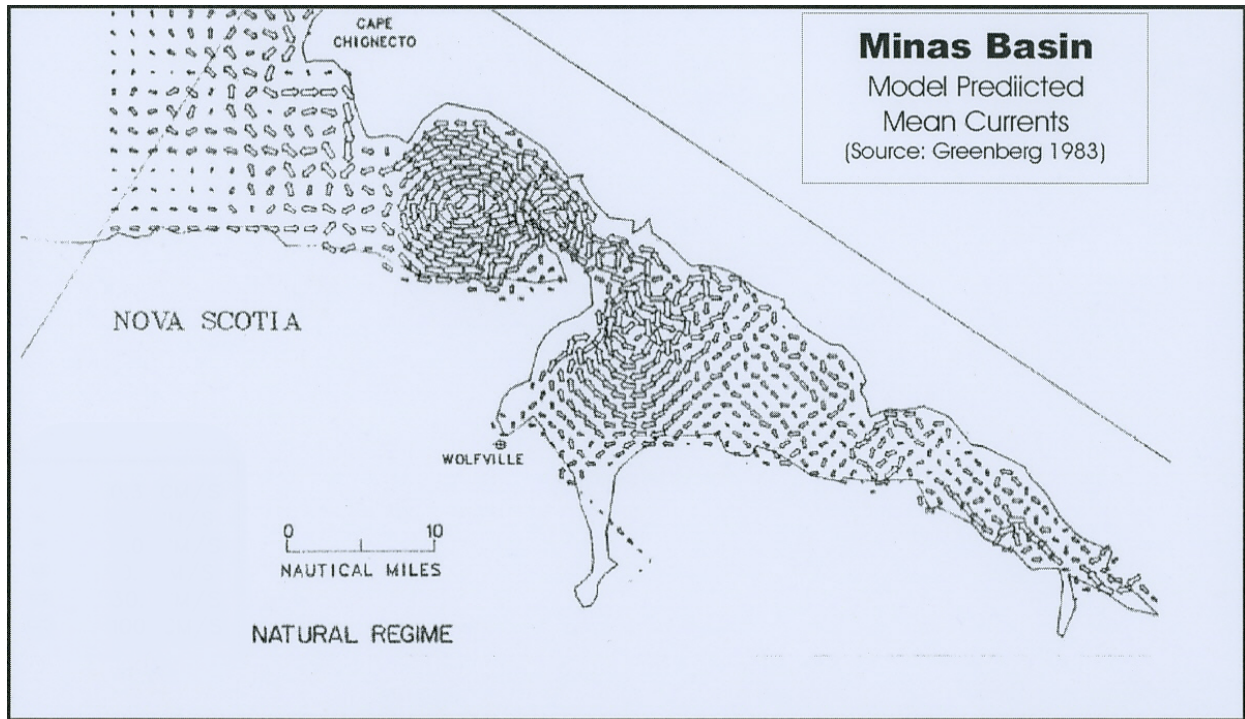 CAPE
CHIGNECTO
Minas Basin
Model Prediicted
Mean Currents
(Source: Greenberg 1983)
NOVA SCOTIA
WOLFVILLE
0 10
NAUTICAL MILES
NATURAL REGIME